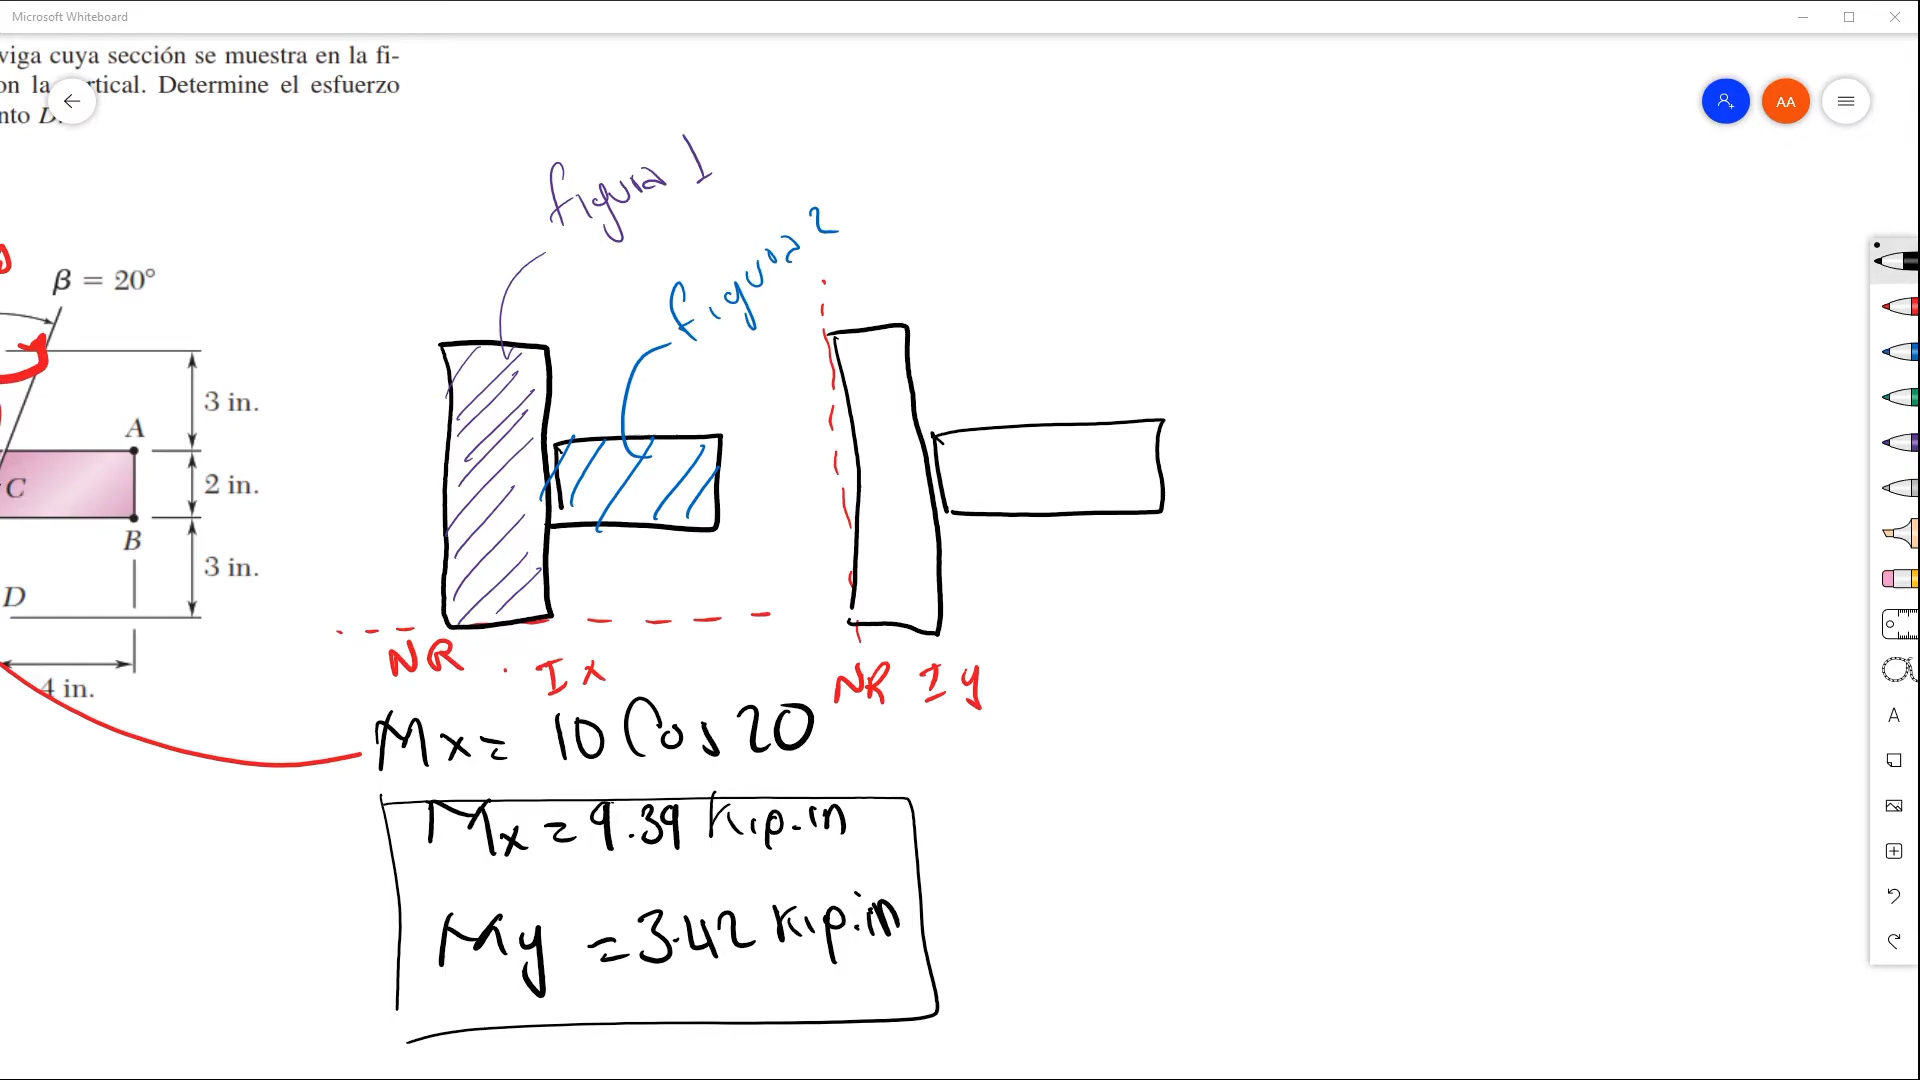 Microsoft Whiteboard
viga cuya sección se muestra en la fi-
on la rtical. Determine el esfuerzo
nto D.
AA
figura 1
figura 2
β = 20°
3 in.
A
C
2 in.
B
3 in.
D
4 in.
NR . Ix
NR Iy
Mx= 10 Cos 20
Mx = 9.39 Kip.in
My = 3.42 Kip.in
A